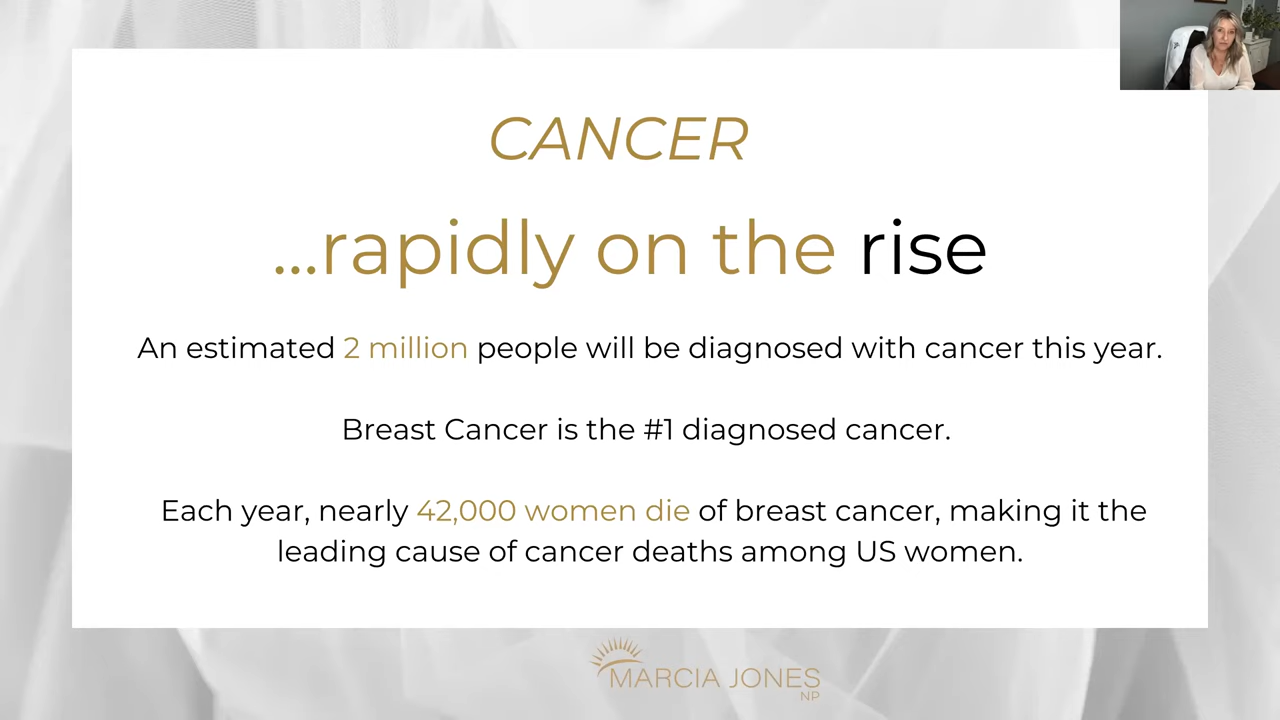 CANCER
...rapidly on the rise
An estimated 2 million people will be diagnosed with cancer this year.
Breast Cancer is the #1 diagnosed cancer.
Each year, nearly 42,000 women die of breast cancer, making it the
leading cause of cancer deaths among US women.
MARCIA JONES
NP